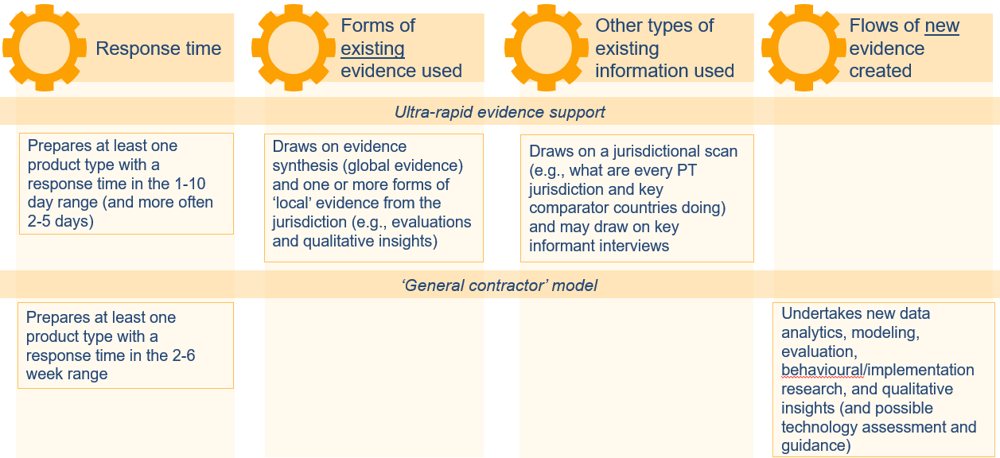 Response time
Forms of
existing
evidence used
Other types of
existing
information used
Flows of new
evidence
created
Ultra-rapid evidence support
Prepares at least one
product type with a
response time in the 1-10
day range (and more often
2-5 days)
Draws on evidence
synthesis (global evidence)
and one or more forms of
‘local’ evidence from the
jurisdiction (e.g., evaluations
and qualitative insights)
Draws on a jurisdictional scan
(e.g., what are every PT
jurisdiction and key
comparator countries doing)
and may draw on key
informant interviews
‘General contractor’ model
Prepares at least one
product type with a
response time in the 2-6
week range
Undertakes new data
analytics, modeling,
evaluation,
behavioural/implementation
research, and qualitative
insights (and possible
technology assessment and
guidance)